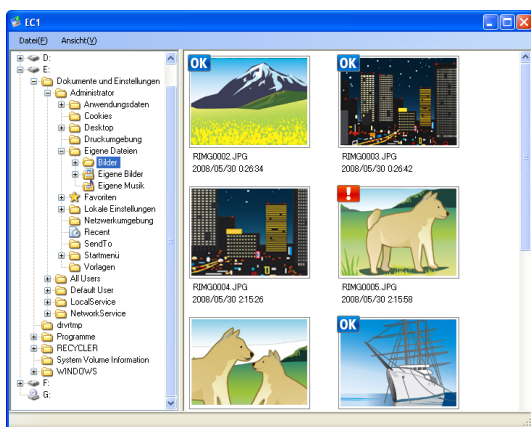 EC1
Datei(F) Ansicht(V)
D:
E:
Dokumente und Einstellungen
Administrator
Anwendungsdaten
Cookies
Desktop
Druckumgebung
Eigene Dateien
Bilder
Eigene Bilder
Eigene Musik
Favoriten
Lokale Einstellungen
Netzwerkumgebung
Recent
SendTo
Startmenü
Vorlagen
All Users
Default User
LocalService
NetworkService
drvrtmp
Programme
RECYCLER
System Volume Information
WINDOWS
F:
G:
OK
RIMG0002.JPG
2008/05/30 0:26:34
OK
RIMG0003.JPG
2008/05/30 0:26:42
RIMG0004.JPG
2008/05/30 2:15:26
!
RIMG0005.JPG
2008/05/30 2:15:58
OK